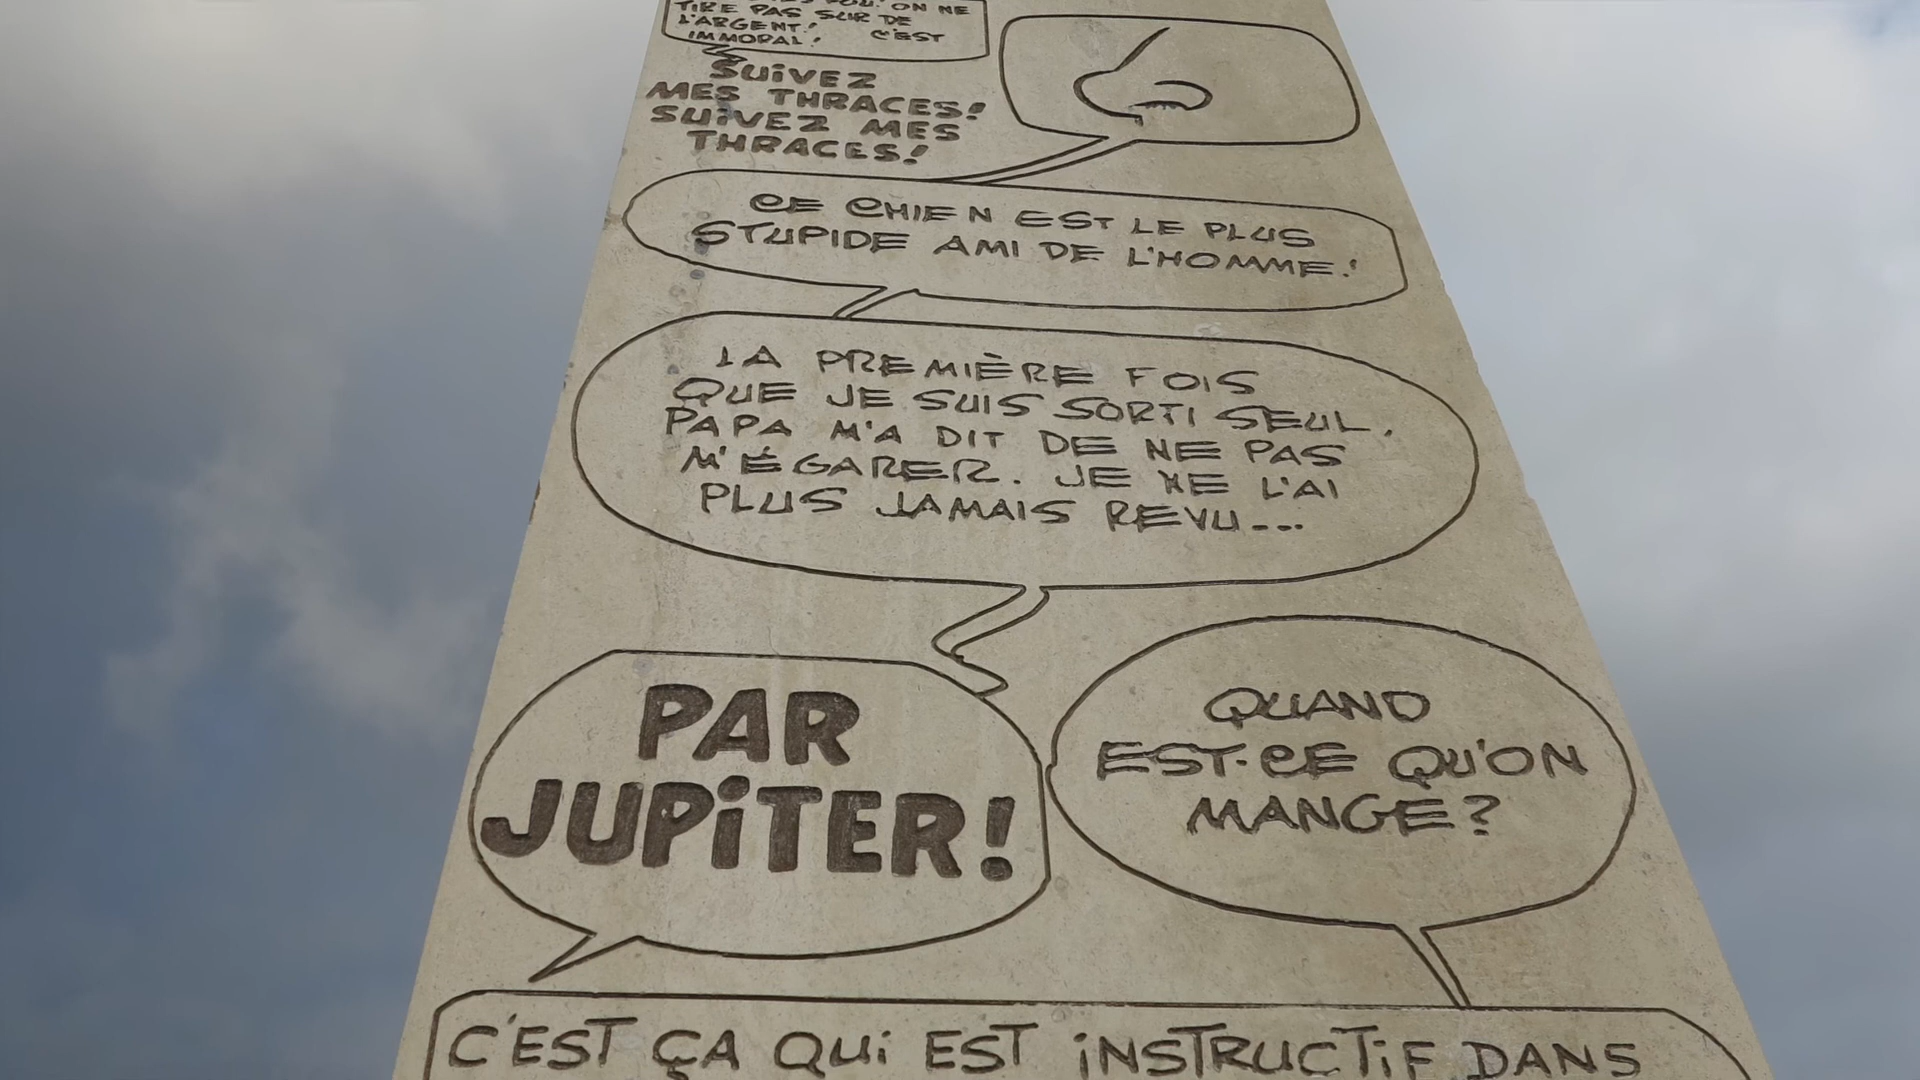 ON NE
TIRE PAS SUR DE
L'ARGENT! C'EST
IMMORAL!
SUIVEZ
MES THRACES!
SUIVEZ MES
THRACES!
CE CHIEN EST LE PLUS
STUPIDE AMI DE L'HOMME!
LA PREMIÈRE FOIS
QUE JE SUIS SORTI SEUL,
PAPA M'A DIT DE NE PAS
M'ÉGARER. JE NE L'AI
PLUS JAMAIS REVU...
PAR
JUPITER!
QUAND
EST-CE QU'ON
MANGE?
C'EST ÇA QUI EST INSTRUCTIF DANS